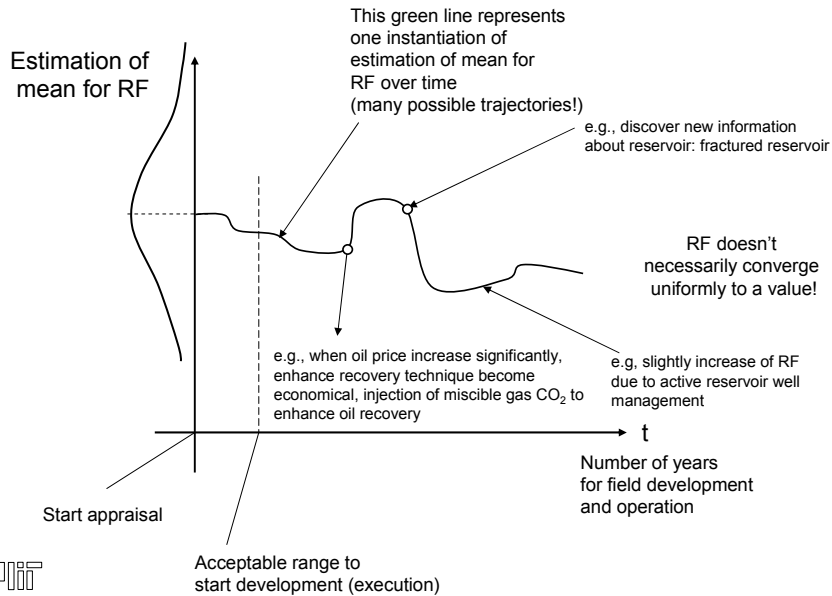 This green line represents
one instantiation of
estimation of mean for
RF over time
(many possible trajectories!)
Estimation of
mean for RF
e.g., discover new information
about reservoir: fractured reservoir
RF doesn't
necessarily converge
uniformly to a value!
e.g., when oil price increase significantly,
enhance recovery technique become
economical, injection of miscible gas CO2 to
enhance oil recovery
e.g, slightly increase of RF
due to active reservoir well
management
t
Number of years
for field development
and operation
Start appraisal
Acceptable range to
start development (execution)